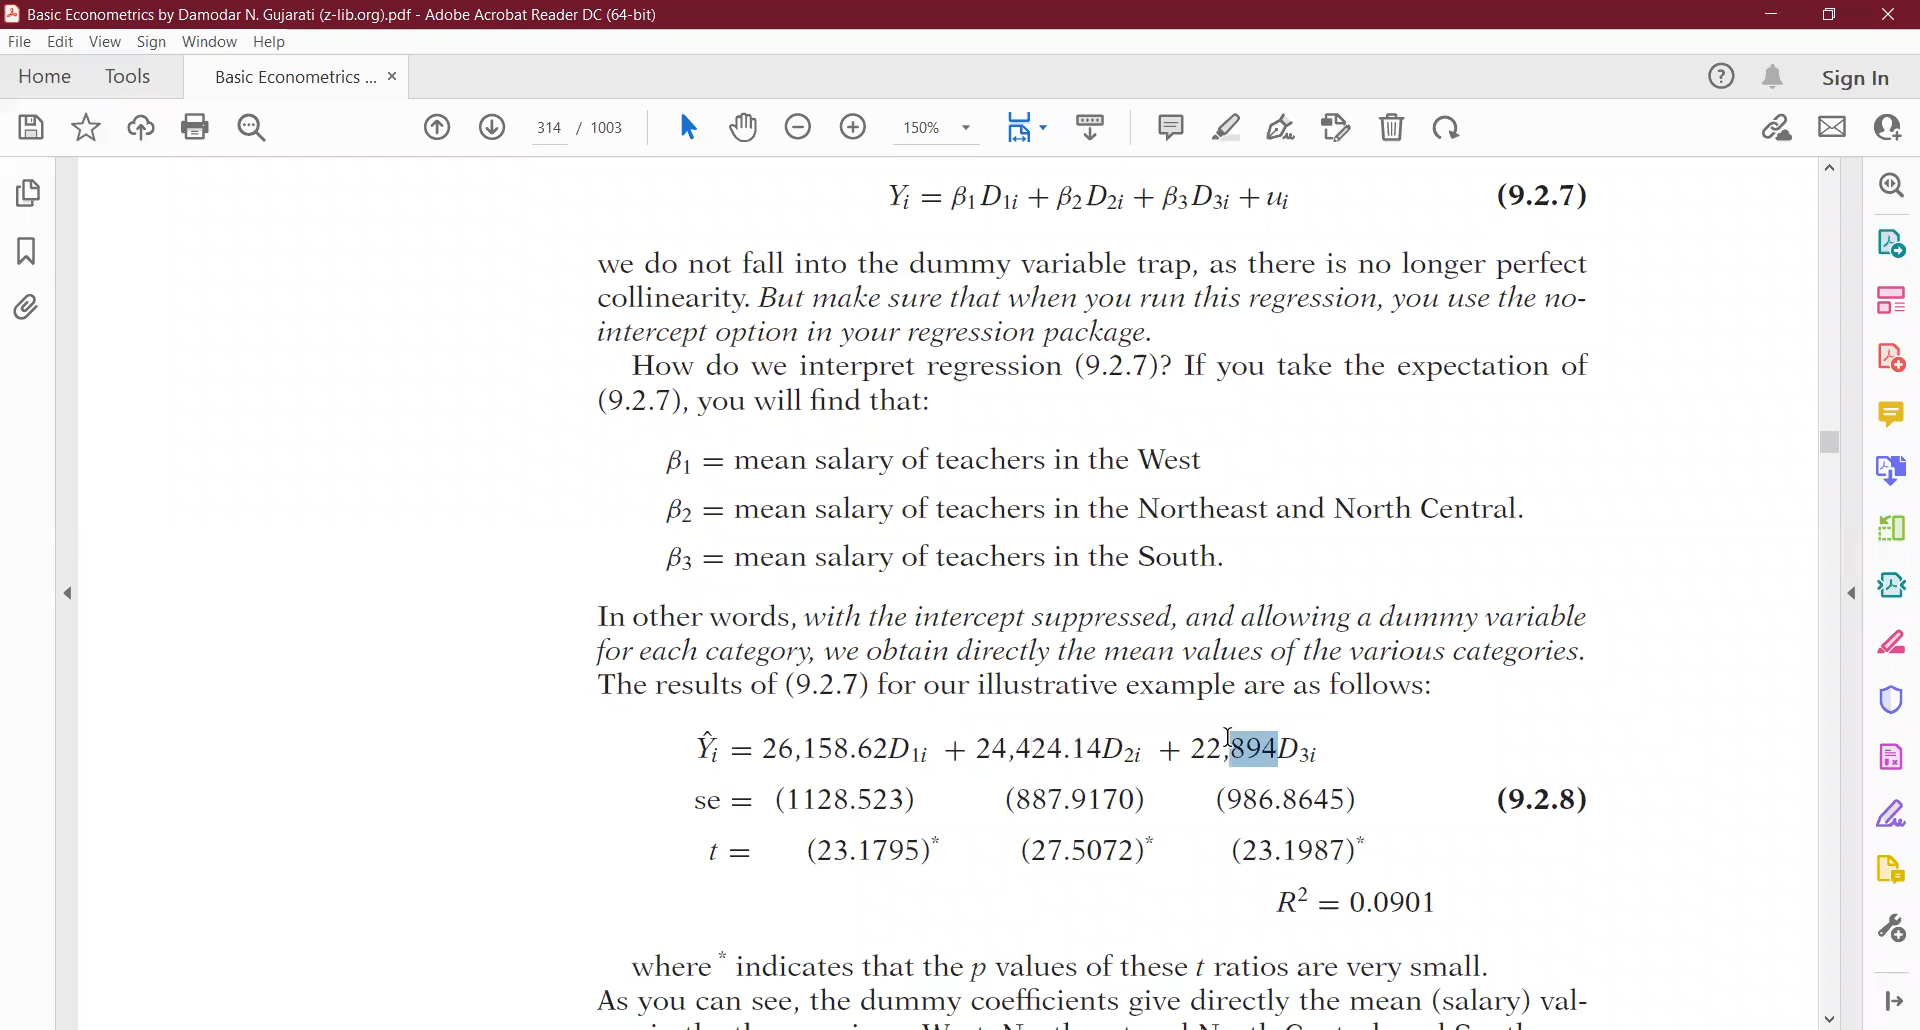 Basic Econometrics by Damodar N. Gujarati (z-lib.org).pdf - Adobe Acrobat Reader DC (64-bit)
File Edit View Sign Window Help
Home Tools Basic Econometrics ... × Sign In
314 / 1003 150%
Yᵢ = β₁D₁ᵢ + β₂D₂ᵢ + β₃D₃ᵢ + uᵢ (9.2.7)
we do not fall into the dummy variable trap, as there is no longer perfect
collinearity. But make sure that when you run this regression, you use the no-
intercept option in your regression package.
How do we interpret regression (9.2.7)? If you take the expectation of
(9.2.7), you will find that:
β₁ = mean salary of teachers in the West
β₂ = mean salary of teachers in the Northeast and North Central.
β₃ = mean salary of teachers in the South.
In other words, with the intercept suppressed, and allowing a dummy variable
for each category, we obtain directly the mean values of the various categories.
The results of (9.2.7) for our illustrative example are as follows:
Ŷᵢ = 26,158.62D₁ᵢ + 24,424.14D₂ᵢ + 22,894D₃ᵢ
se = (1128.523) (887.9170) (986.8645) (9.2.8)
t = (23.1795)* (27.5072)* (23.1987)*
R² = 0.0901
where * indicates that the p values of these t ratios are very small.
As you can see, the dummy coefficients give directly the mean (salary) val-